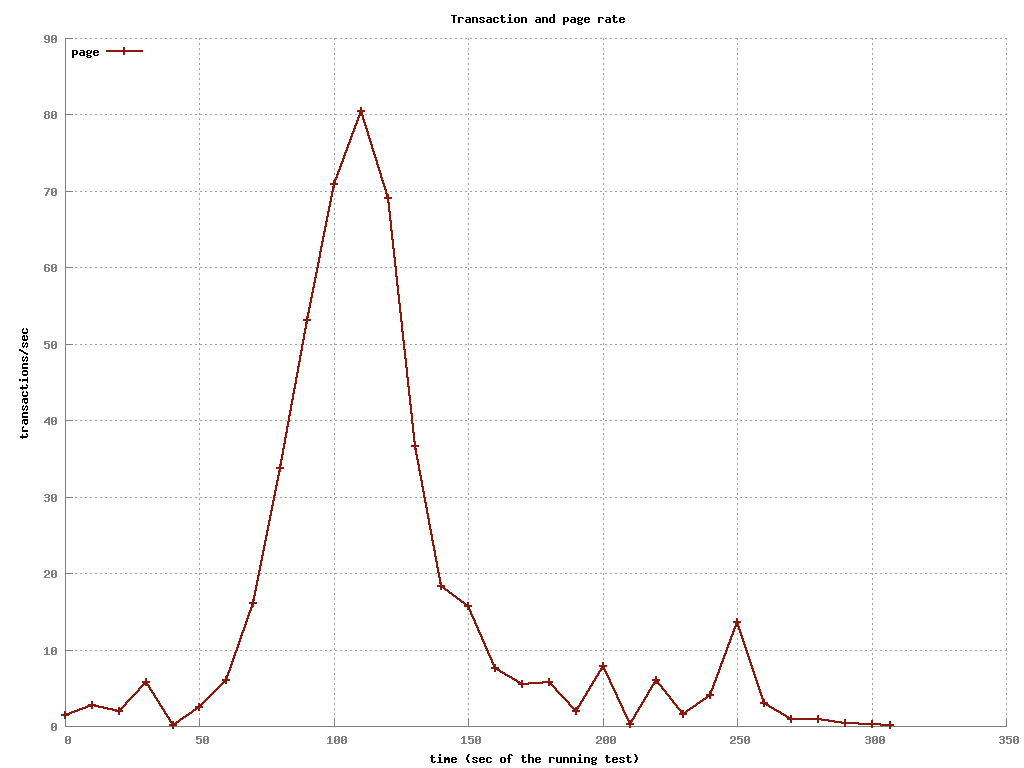 Transaction and page rate
page
90
80
70
60
50
40
30
20
10
0
transactions/sec
0 50 100 150 200 250 300 350
time (sec of the running test)